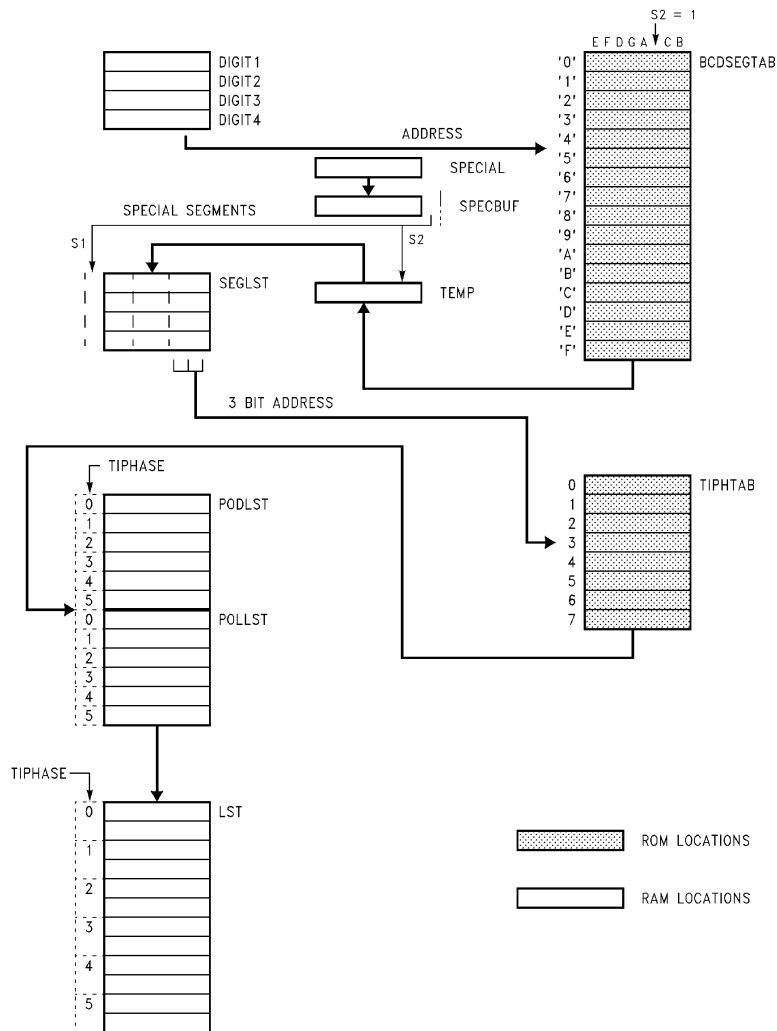 S2 = 1
E F D G A C B
DIGIT1
DIGIT2
DIGIT3
DIGIT4
BCDSEGTAB
'0'
'1'
'2'
'3'
'4'
'5'
'6'
'7'
'8'
'9'
'A'
'B'
'C'
'D'
'E'
'F'
ADDRESS
SPECIAL
SPECBUF
SPECIAL SEGMENTS
S1
S2
SEGLST
TEMP
3 BIT ADDRESS
TIPHASE
0
1
2
3
4
5
0
1
2
3
4
5
PODLST
POLLST
0
1
2
3
4
5
6
7
TIPHTAB
TIPHASE
0
1
2
3
4
5
LST
ROM LOCATIONS
RAM LOCATIONS